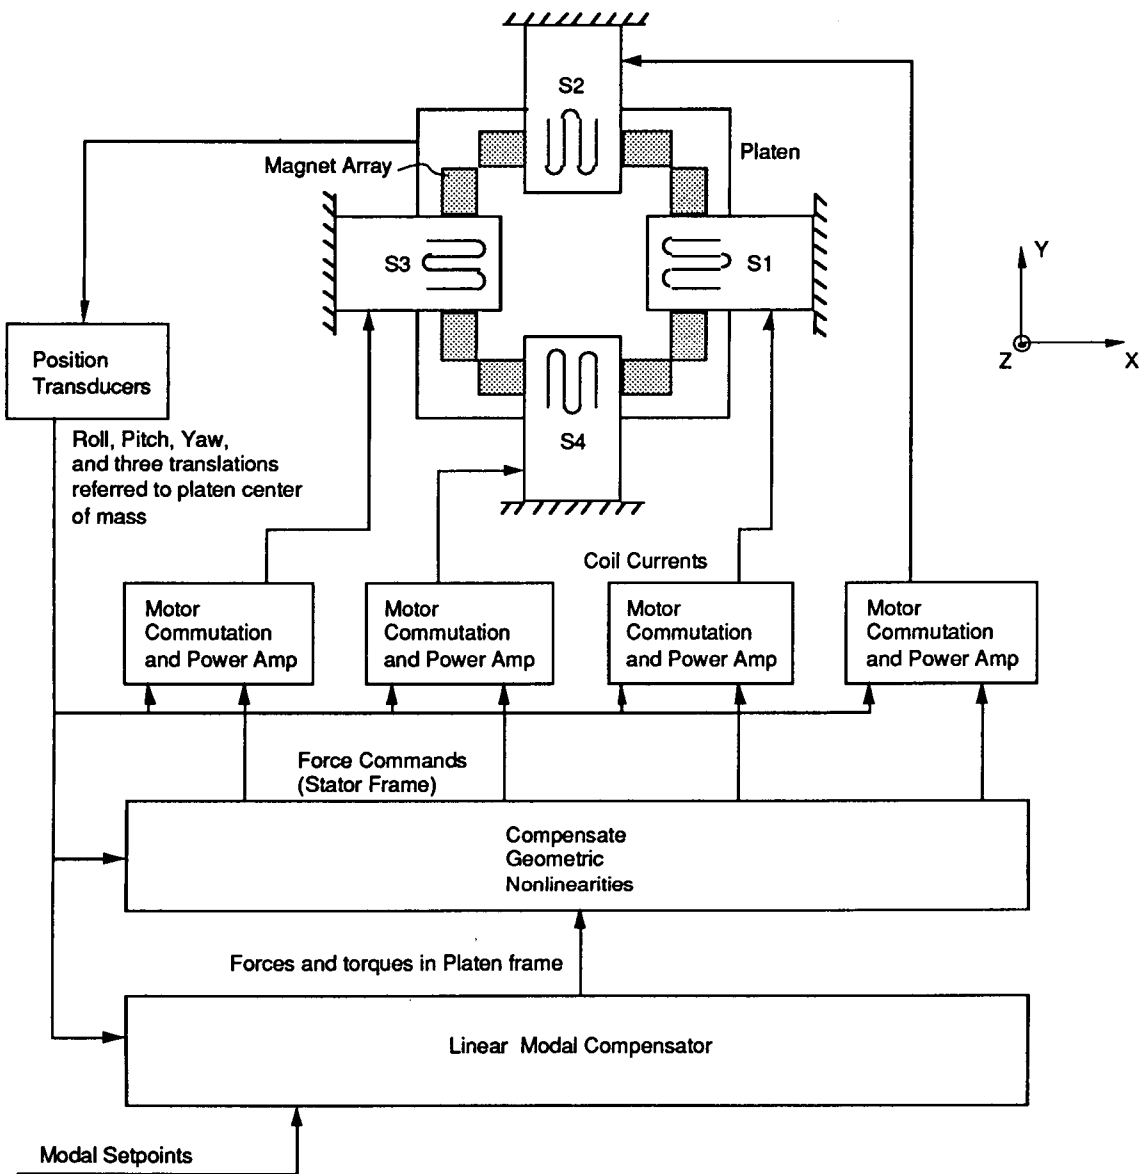 S2
Magnet Array
Platen
S3
S1
Y
Z
X
S4
Position
Transducers
Roll, Pitch, Yaw,
and three translations
referred to platen center
of mass
Coil Currents
Motor
Commutation
and Power Amp
Motor
Commutation
and Power Amp
Motor
Commutation
and Power Amp
Motor
Commutation
and Power Amp
Force Commands
(Stator Frame)
Compensate
Geometric
Nonlinearities
Forces and torques in Platen frame
Linear Modal Compensator
Modal Setpoints